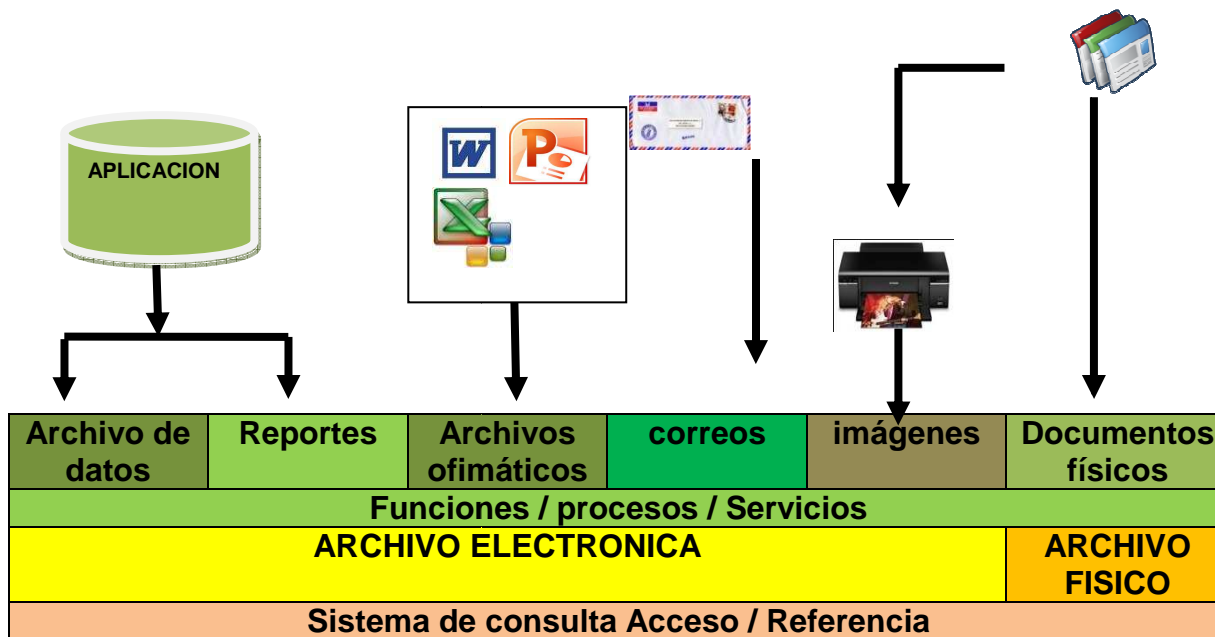 APLICACION
W
P
X
Archivo de
datos
Reportes
Archivos
ofimáticos
correos
imágenes
Documentos
físicos
Funciones / procesos / Servicios
ARCHIVO ELECTRONICA
ARCHIVO
FISICO
Sistema de consulta Acceso / Referencia